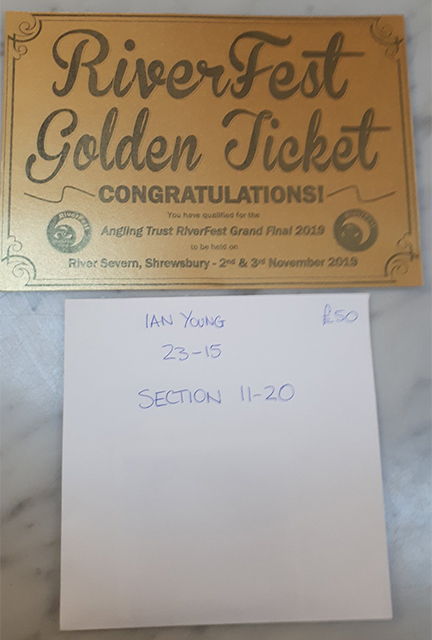 RiverFest
Golden Ticket
CONGRATULATIONS!
You have qualified for the
Angling Trust RiverFest Grand Final 2019
to be held on
River Severn, Shrewsbury - 2nd & 3rd November 2019
IAN YOUNG £50
23-15
SECTION 11-20